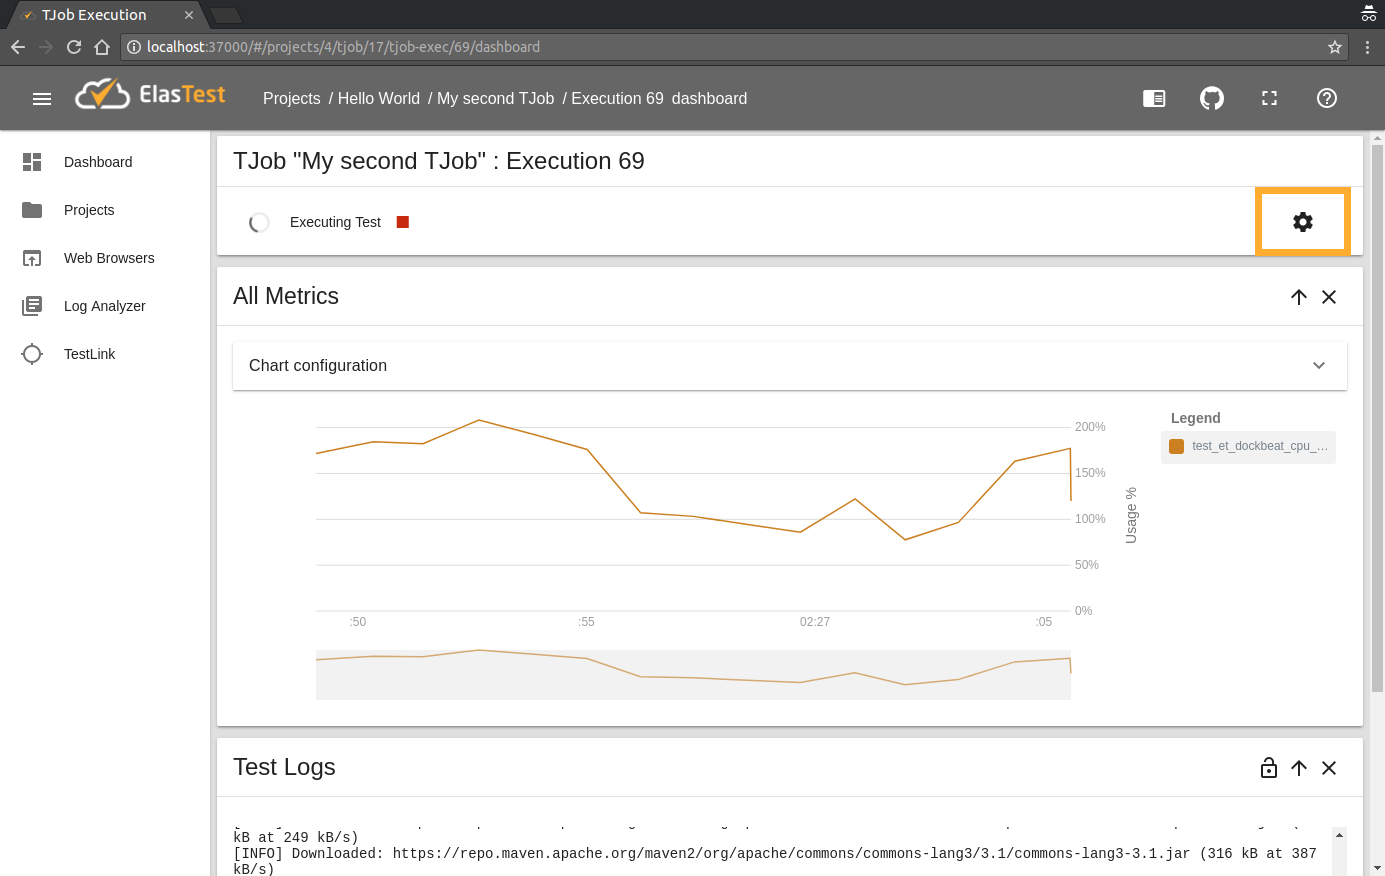 TJob Execution
localhost:37000/#/projects/4/tjob/17/tjob-exec/69/dashboard
ElasTest
Projects / Hello World / My second TJob / Execution 69 dashboard
Dashboard
Projects
Web Browsers
Log Analyzer
TestLink
TJob "My second TJob" : Execution 69
Executing Test
All Metrics
Chart configuration
Legend
test_et_dockbeat_cpu_...
200%
150%
100%
50%
0%
Usage %
:50 :55 02:27 :05
Test Logs
kB at 249 kB/s)
[INFO] Downloaded: https://repo.maven.apache.org/maven2/org/apache/commons/commons-lang3/3.1/commons-lang3-3.1.jar (316 kB at 387
kB/s)